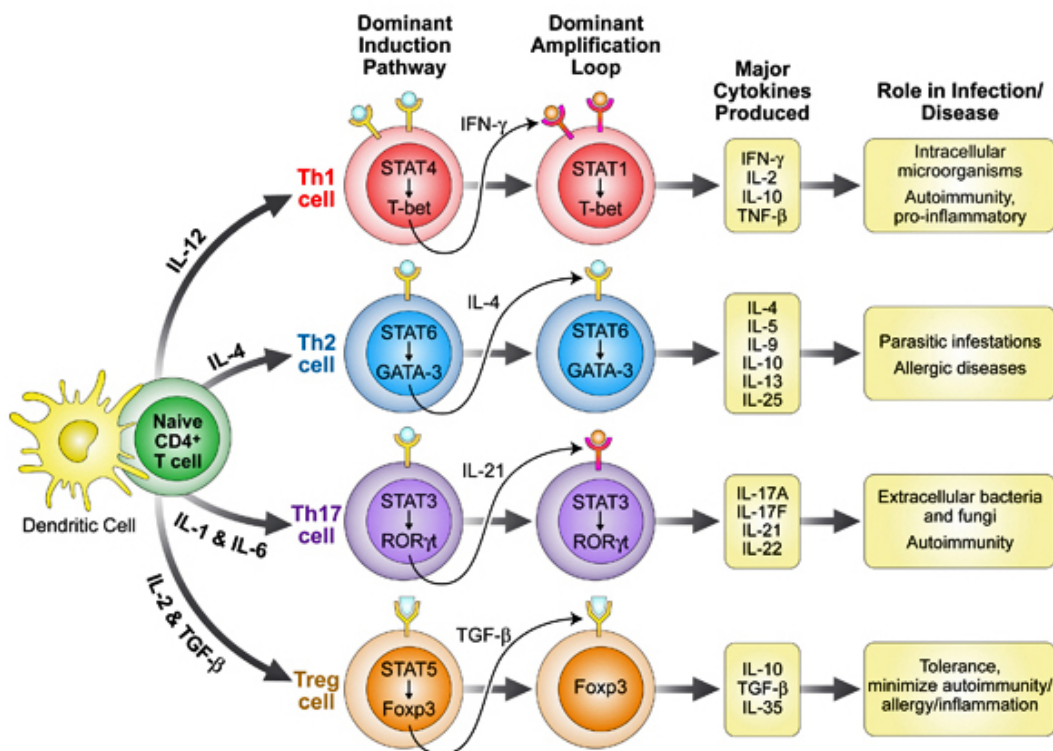 Dominant
Induction
Pathway
Dominant
Amplification
Loop
Major
Cytokines
Produced
Role in Infection/
Disease
IL-12
Th1
cell
STAT4
T-bet
IFN-γ
STAT1
T-bet
IFN-γ
IL-2
IL-10
TNF-β
Intracellular
microorganisms
Autoimmunity,
pro-inflammatory
IL-4
Th2
cell
STAT6
GATA-3
IL-4
STAT6
GATA-3
IL-4
IL-5
IL-9
IL-10
IL-13
IL-25
Parasitic infestations
Allergic diseases
Naive
CD4+
T cell
Dendritic Cell
IL-1 & IL-6
Th17
cell
STAT3
RORγt
IL-21
STAT3
RORγt
IL-17A
IL-17F
IL-21
IL-22
Extracellular bacteria
and fungi
Autoimmunity
IL-2 & TGF-β
Treg
cell
STAT5
Foxp3
TGF-β
Foxp3
IL-10
TGF-β
IL-35
Tolerance,
minimize autoimmunity/
allergy/inflammation